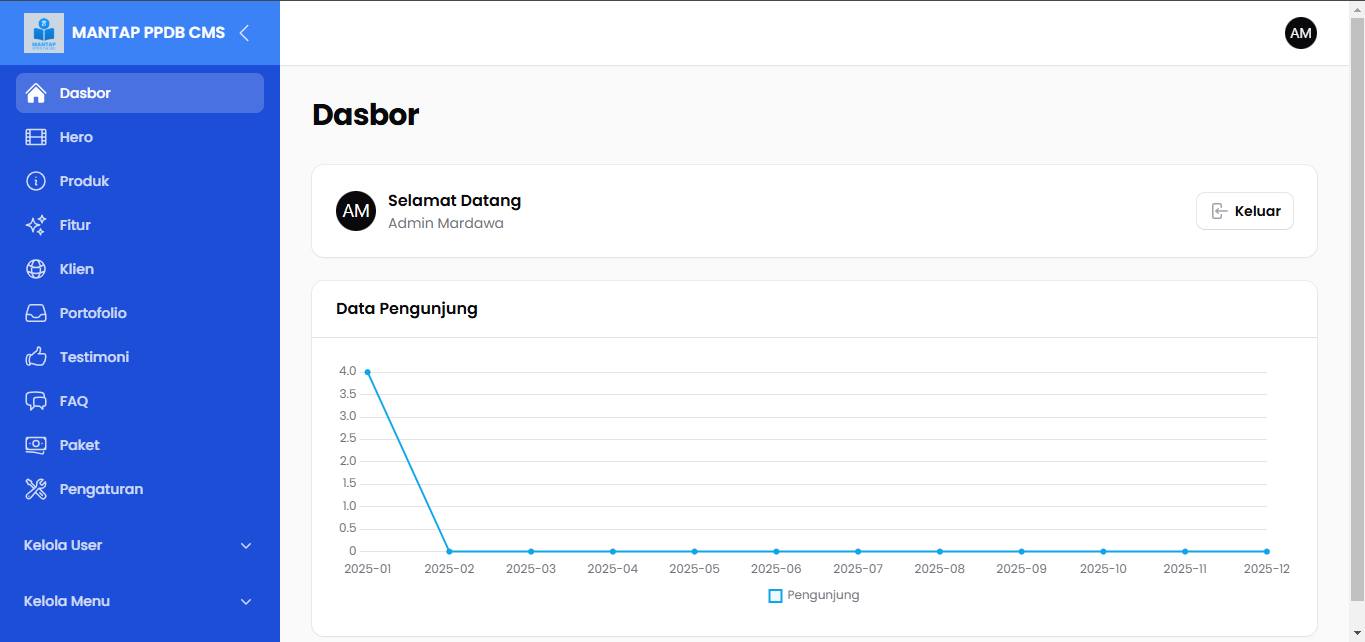 MANTAP
MANTAP PPDB CMS
AM
Dasbor
Hero
Produk
Fitur
Klien
Portofolio
Testimoni
FAQ
Paket
Pengaturan
Kelola User
Kelola Menu
Dasbor
AM
Selamat Datang
Admin Mardawa
Keluar
Data Pengunjung
4.0
3.5
3.0
2.5
2.0
1.5
1.0
0.5
0
2025-01 2025-02 2025-03 2025-04 2025-05 2025-06 2025-07 2025-08 2025-09 2025-10 2025-11 2025-12
Pengunjung